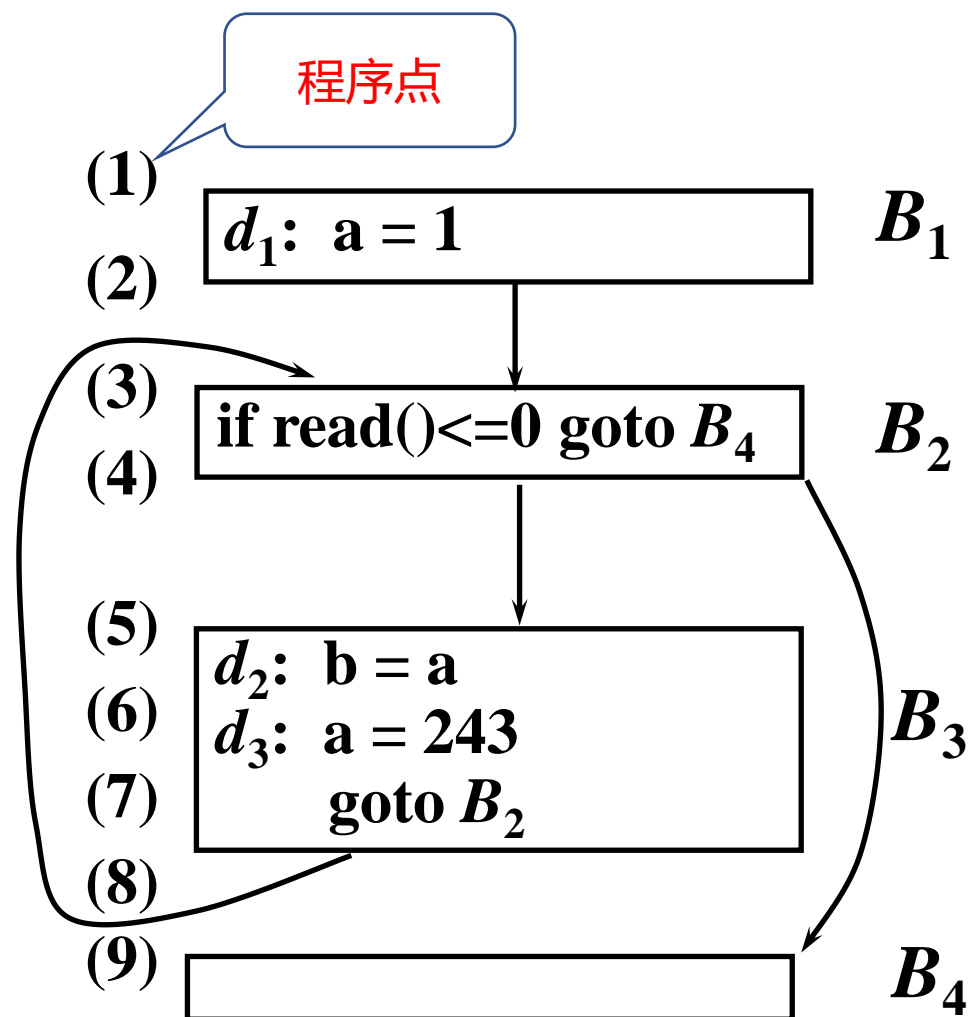 程序点
(1)
d₁: a = 1
B₁
(2)
(3)
if read()<=0 goto B₄
B₂
(4)
(5)
d₂: b = a
(6)
d₃: a = 243
B₃
(7)
goto B₂
(8)
(9)
B₄